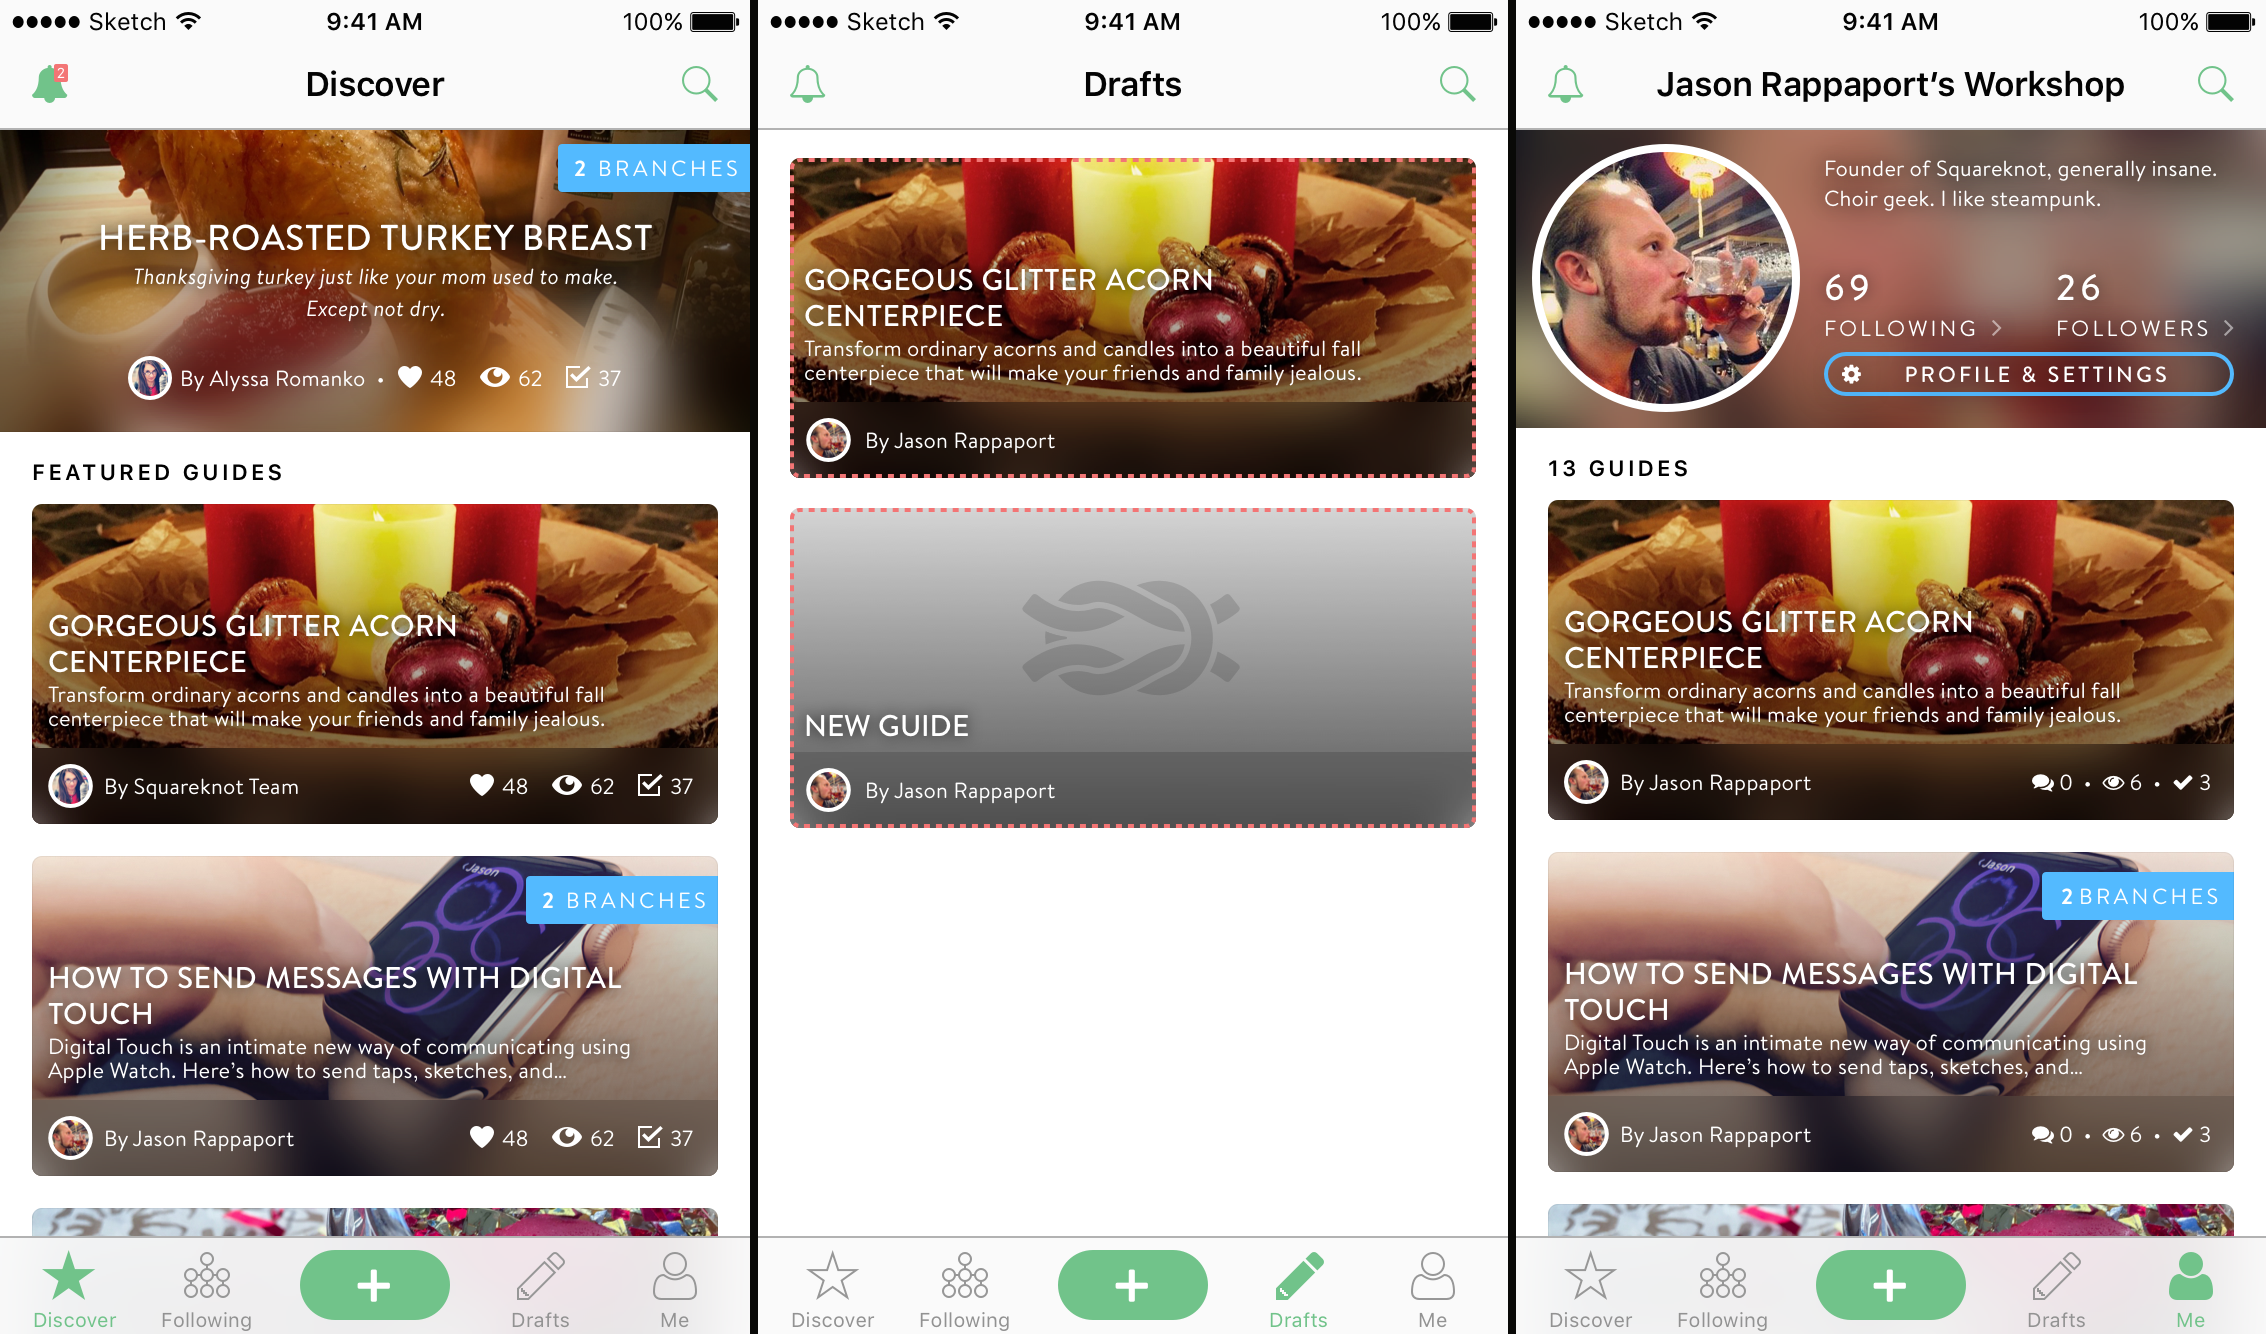 Sketch 9:41 AM 100%
2
Discover
2 BRANCHES
HERB-ROASTED TURKEY BREAST
Thanksgiving turkey just like your mom used to make.
Except not dry.
By Alyssa Romanko • 48 62 37
FEATURED GUIDES
GORGEOUS GLITTER ACORN
CENTERPIECE
Transform ordinary acorns and candles into a beautiful fall
centerpiece that will make your friends and family jealous.
By Squareknot Team 48 62 37
‹Jason
2 BRANCHES
HOW TO SEND MESSAGES WITH DIGITAL
TOUCH
Digital Touch is an intimate new way of communicating using
Apple Watch. Here’s how to send taps, sketches, and…
By Jason Rappaport 48 62 37
Discover Following + Drafts Me
Sketch 9:41 AM 100%
Drafts
GORGEOUS GLITTER ACORN
CENTERPIECE
Transform ordinary acorns and candles into a beautiful fall
centerpiece that will make your friends and family jealous.
By Jason Rappaport
NEW GUIDE
By Jason Rappaport
Discover Following + Drafts Me
Sketch 9:41 AM 100%
Jason Rappaport’s Workshop
Founder of Squareknot, generally insane.
Choir geek. I like steampunk.
69 26
FOLLOWING > FOLLOWERS >
PROFILE & SETTINGS
13 GUIDES
GORGEOUS GLITTER ACORN
CENTERPIECE
Transform ordinary acorns and candles into a beautiful fall
centerpiece that will make your friends and family jealous.
By Jason Rappaport 0 • 6 • 3
‹Jason
2 BRANCHES
HOW TO SEND MESSAGES WITH DIGITAL
TOUCH
Digital Touch is an intimate new way of communicating using
Apple Watch. Here’s how to send taps, sketches, and…
By Jason Rappaport 0 • 6 • 3
Discover Following + Drafts Me